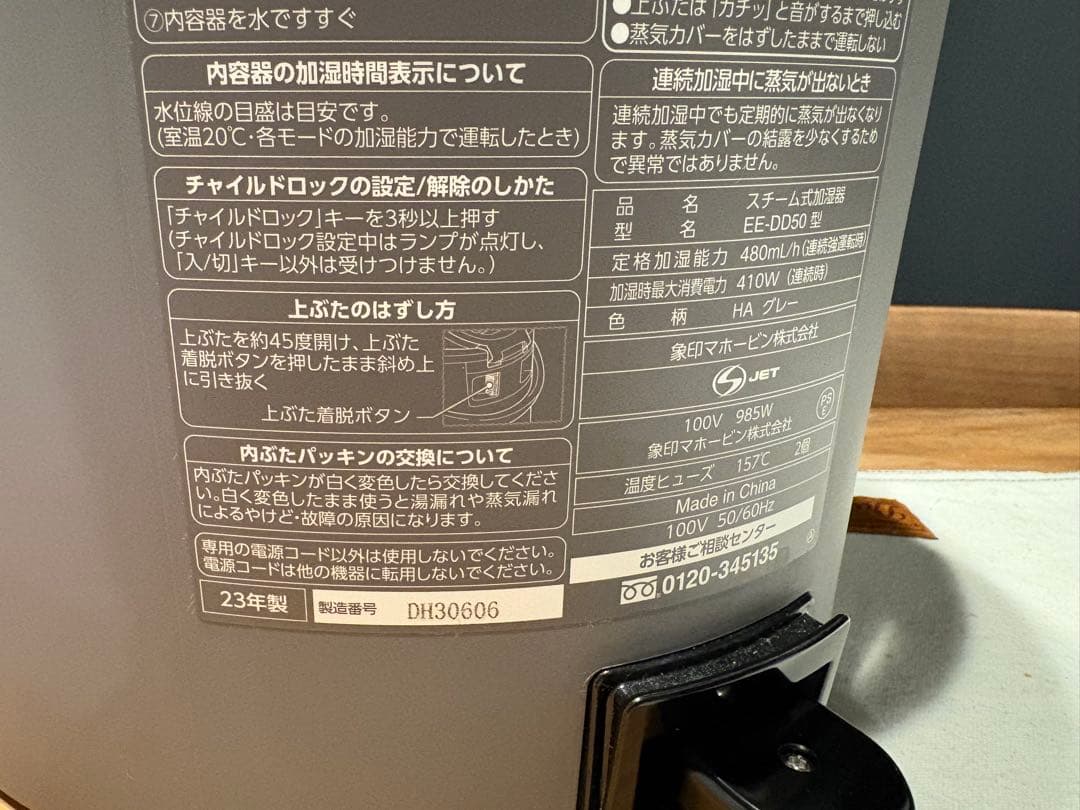 ⑦内容器を水ですすぐ
内容器の加湿時間表示について
水位線の目盛は目安です。
(室温20℃・各モードの加湿能力で運転したとき)
チャイルドロックの設定/解除のしかた
「チャイルドロック」キーを3秒以上押す
(チャイルドロック設定中はランプが点灯し、
「入/切」キー以外は受けつけません。)
上ぶたのはずし方
上ぶたを約45度開け、上ぶた
着脱ボタンを押したまま斜め上
に引き抜く
上ぶた着脱ボタン
内ぶたパッキンの交換について
内ぶたパッキンが白く変色したら交換してくださ
い。白く変色したまま使うと湯漏れや蒸気漏れ
によるやけど・故障の原因になります。
専用の電源コード以外は使用しないでください。
電源コードは他の機器に転用しないでください。
23年製
製造番号 DH30606
●上ぶたは「カチッ」と音がするまで押し込む
●蒸気カバーをはずしたままで運転しない
連続加湿中に蒸気が出ないとき
連続加湿中でも定期的に蒸気が出なくなり
ます。蒸気カバーの結露を少なくするため
で異常ではありません。
品名 スチーム式加湿器
型名 EE-DD50 型
定格加湿能力 480mL/h(連続強運転時)
加湿時最大消費電力 410W (連続時)
色柄 HA グレー
象印マホービン株式会社
JET
PS
E
100V 985W
象印マホービン株式会社
温度ヒューズ 157℃ 2個
Made in China
100V 50/60Hz
お客様ご相談センター
0120-345135